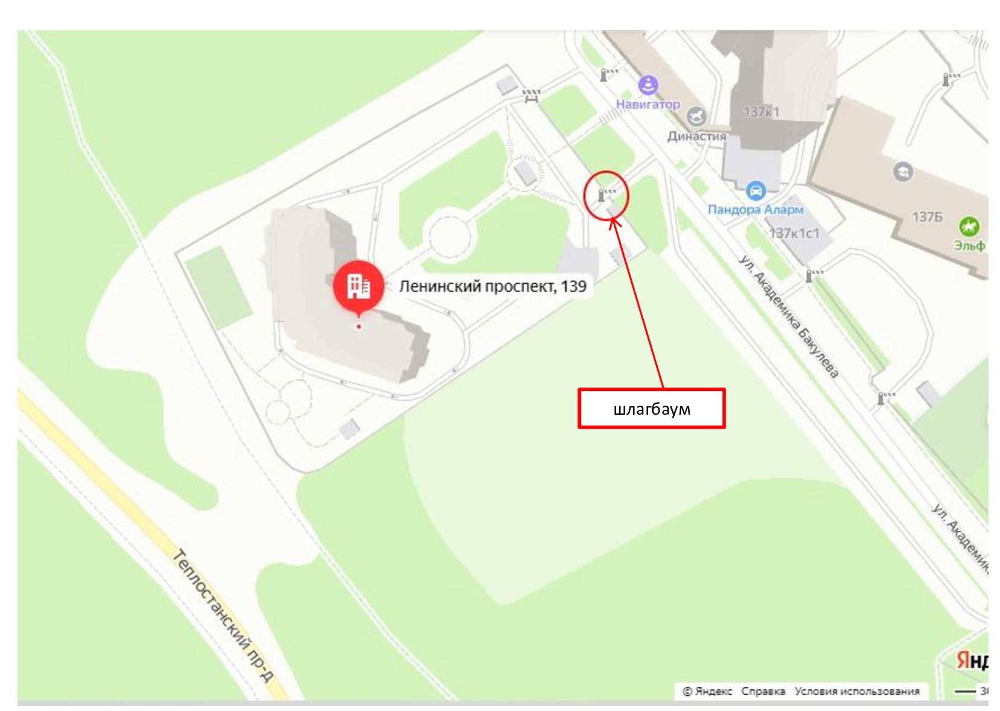 Навигатор
137к1
Династия
Пандора Аларм
137Б
137к1с1
Эльф
ул. Академика Бакулева
Ленинский проспект, 139
шлагбаум
ул. Академика
Теплостанский пр-д
Янд
© Яндекс Справка Условия использования